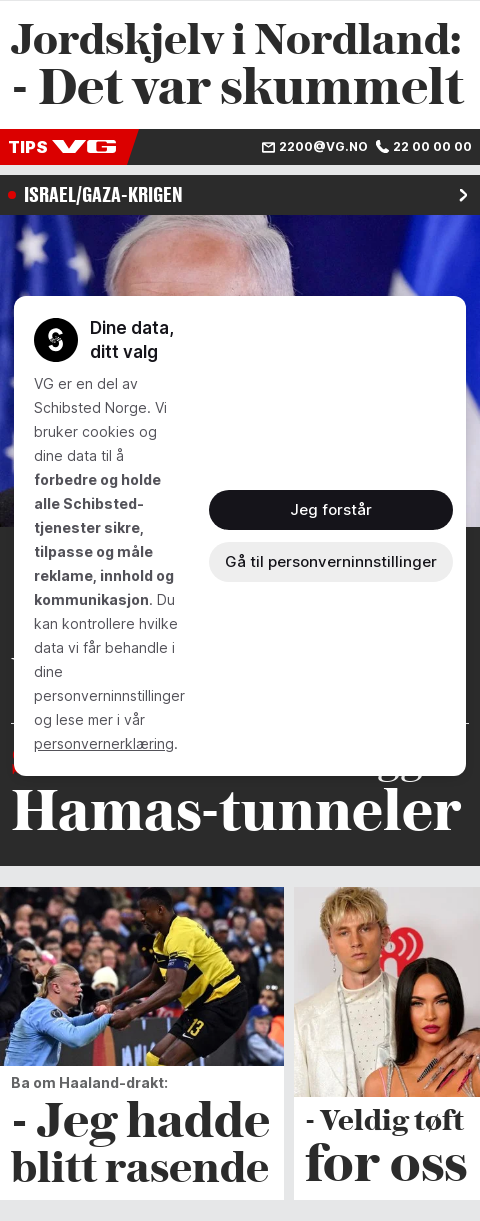 Jordskjelv i Nordland:
- Det var skummelt
TIPS VG 2200@VG.NO 22 00 00 00
ISRAEL/GAZA-KRIGEN
Dine data,
ditt valg
VG er en del av
Schibsted Norge. Vi
bruker cookies og
dine data til å
forbedre og holde
alle Schibsted-
tjenester sikre,
tilpasse og måle
reklame, innhold og
kommunikasjon. Du
kan kontrollere hvilke
data vi får behandle i
dine
personverninnstillinger
og lese mer i vår
personvernerklæring.
Jeg forstår
Gå til personverninnstillinger
Hamas-tunneler
13
Ba om Haaland-drakt:
- Jeg hadde
blitt rasende
- Veldig tøft
for oss